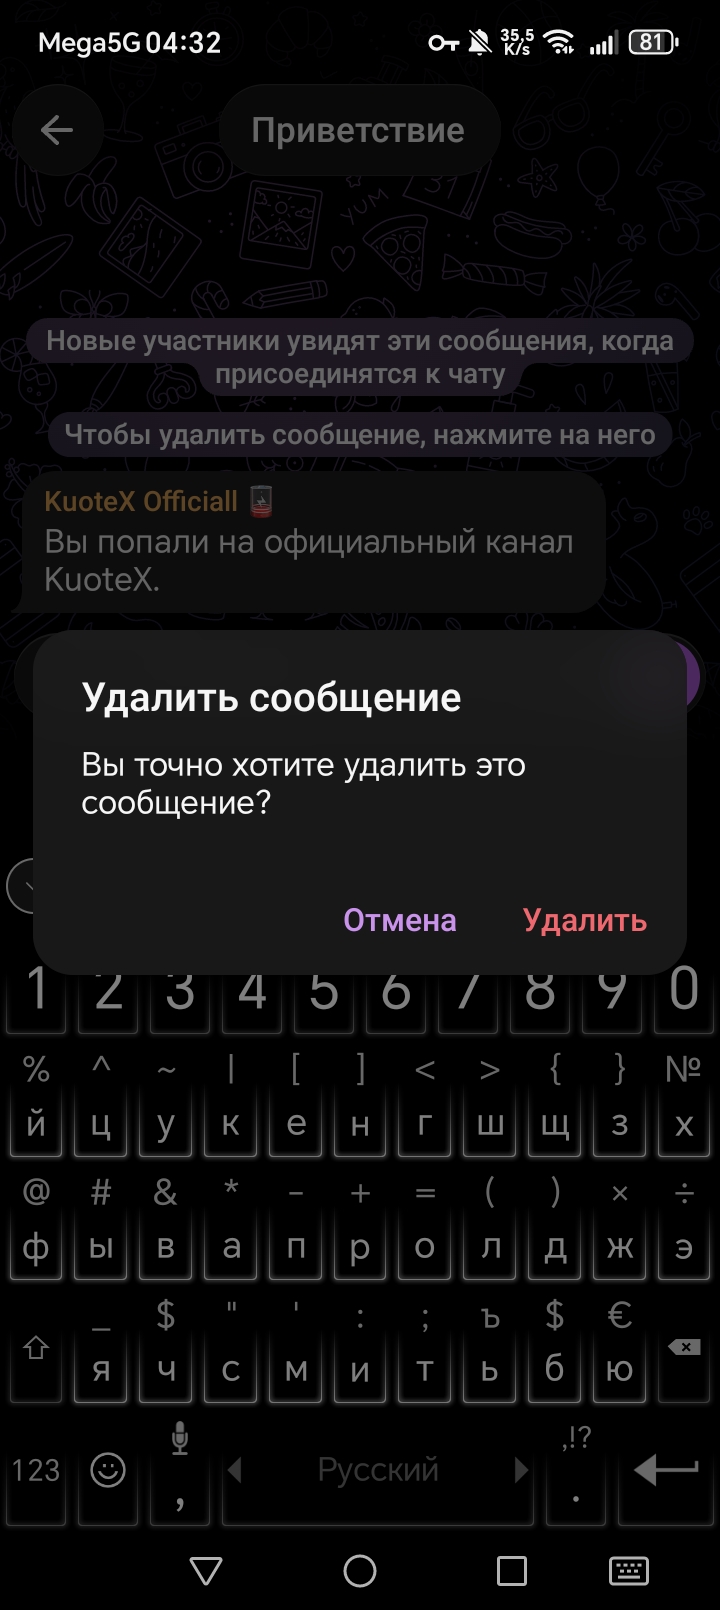 Mega5G 04:32
35,5 K/s
81
Приветствие
31
YUM
Новые участники увидят эти сообщения, когда
присоединятся к чату
Чтобы удалить сообщение, нажмите на него
KuoteX Officiall
Вы попали на официальный канал
KuoteX.
Удалить сообщение
Вы точно хотите удалить это
сообщение?
Отмена Удалить
1 2 3 4 5 6 7 8 9 0
% ^ ~ | [ ] < > { } №
й ц у к е н г ш щ з х
@ # & * - + = ( ) × ÷
ф ы в а п р о л д ж э
_ $ " ' : ; ъ $ €
я ч с м и т ь б ю
,!?
123 , Русский .